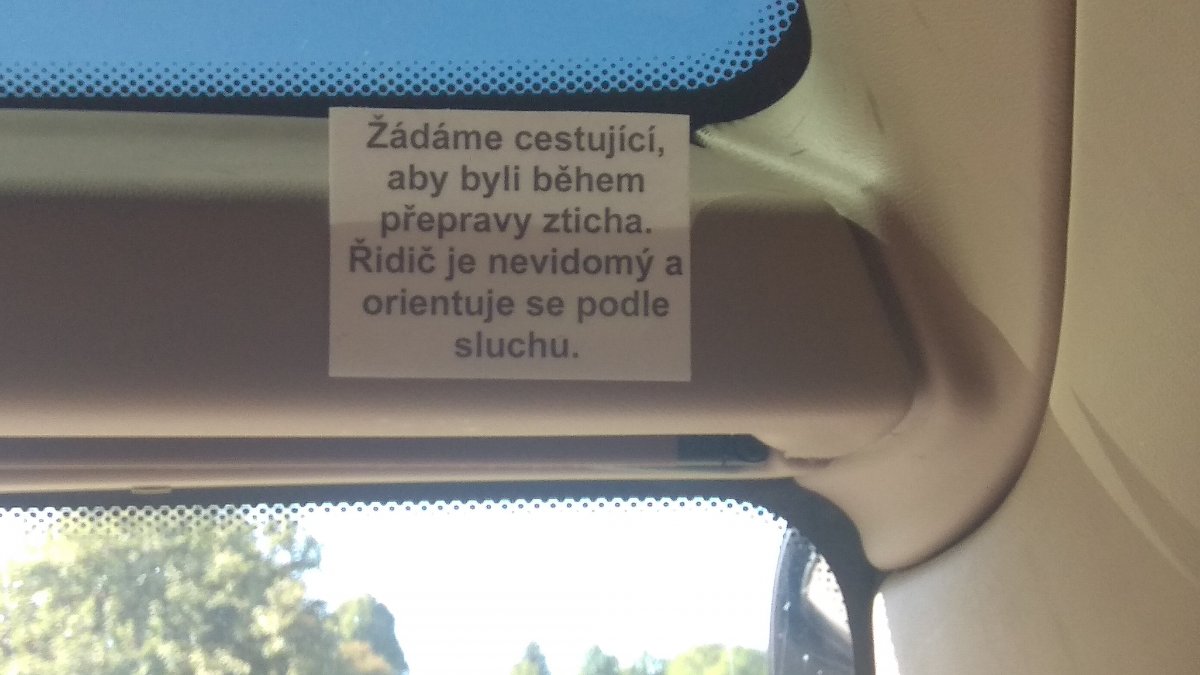 Žádáme cestující,
aby byli během
přepravy zticha.
Řidič je nevidomý a
orientuje se podle
sluchu.